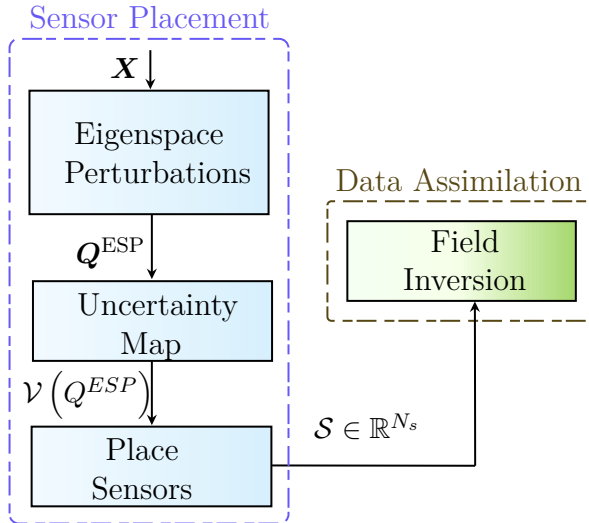 Sensor Placement
X
Eigenspace
Perturbations
Q^ESP
Uncertainty
Map
𝒱 (Q^ESP)
Place
Sensors
𝒮 ∈ ℝ^{N_s}
Data Assimilation
Field
Inversion